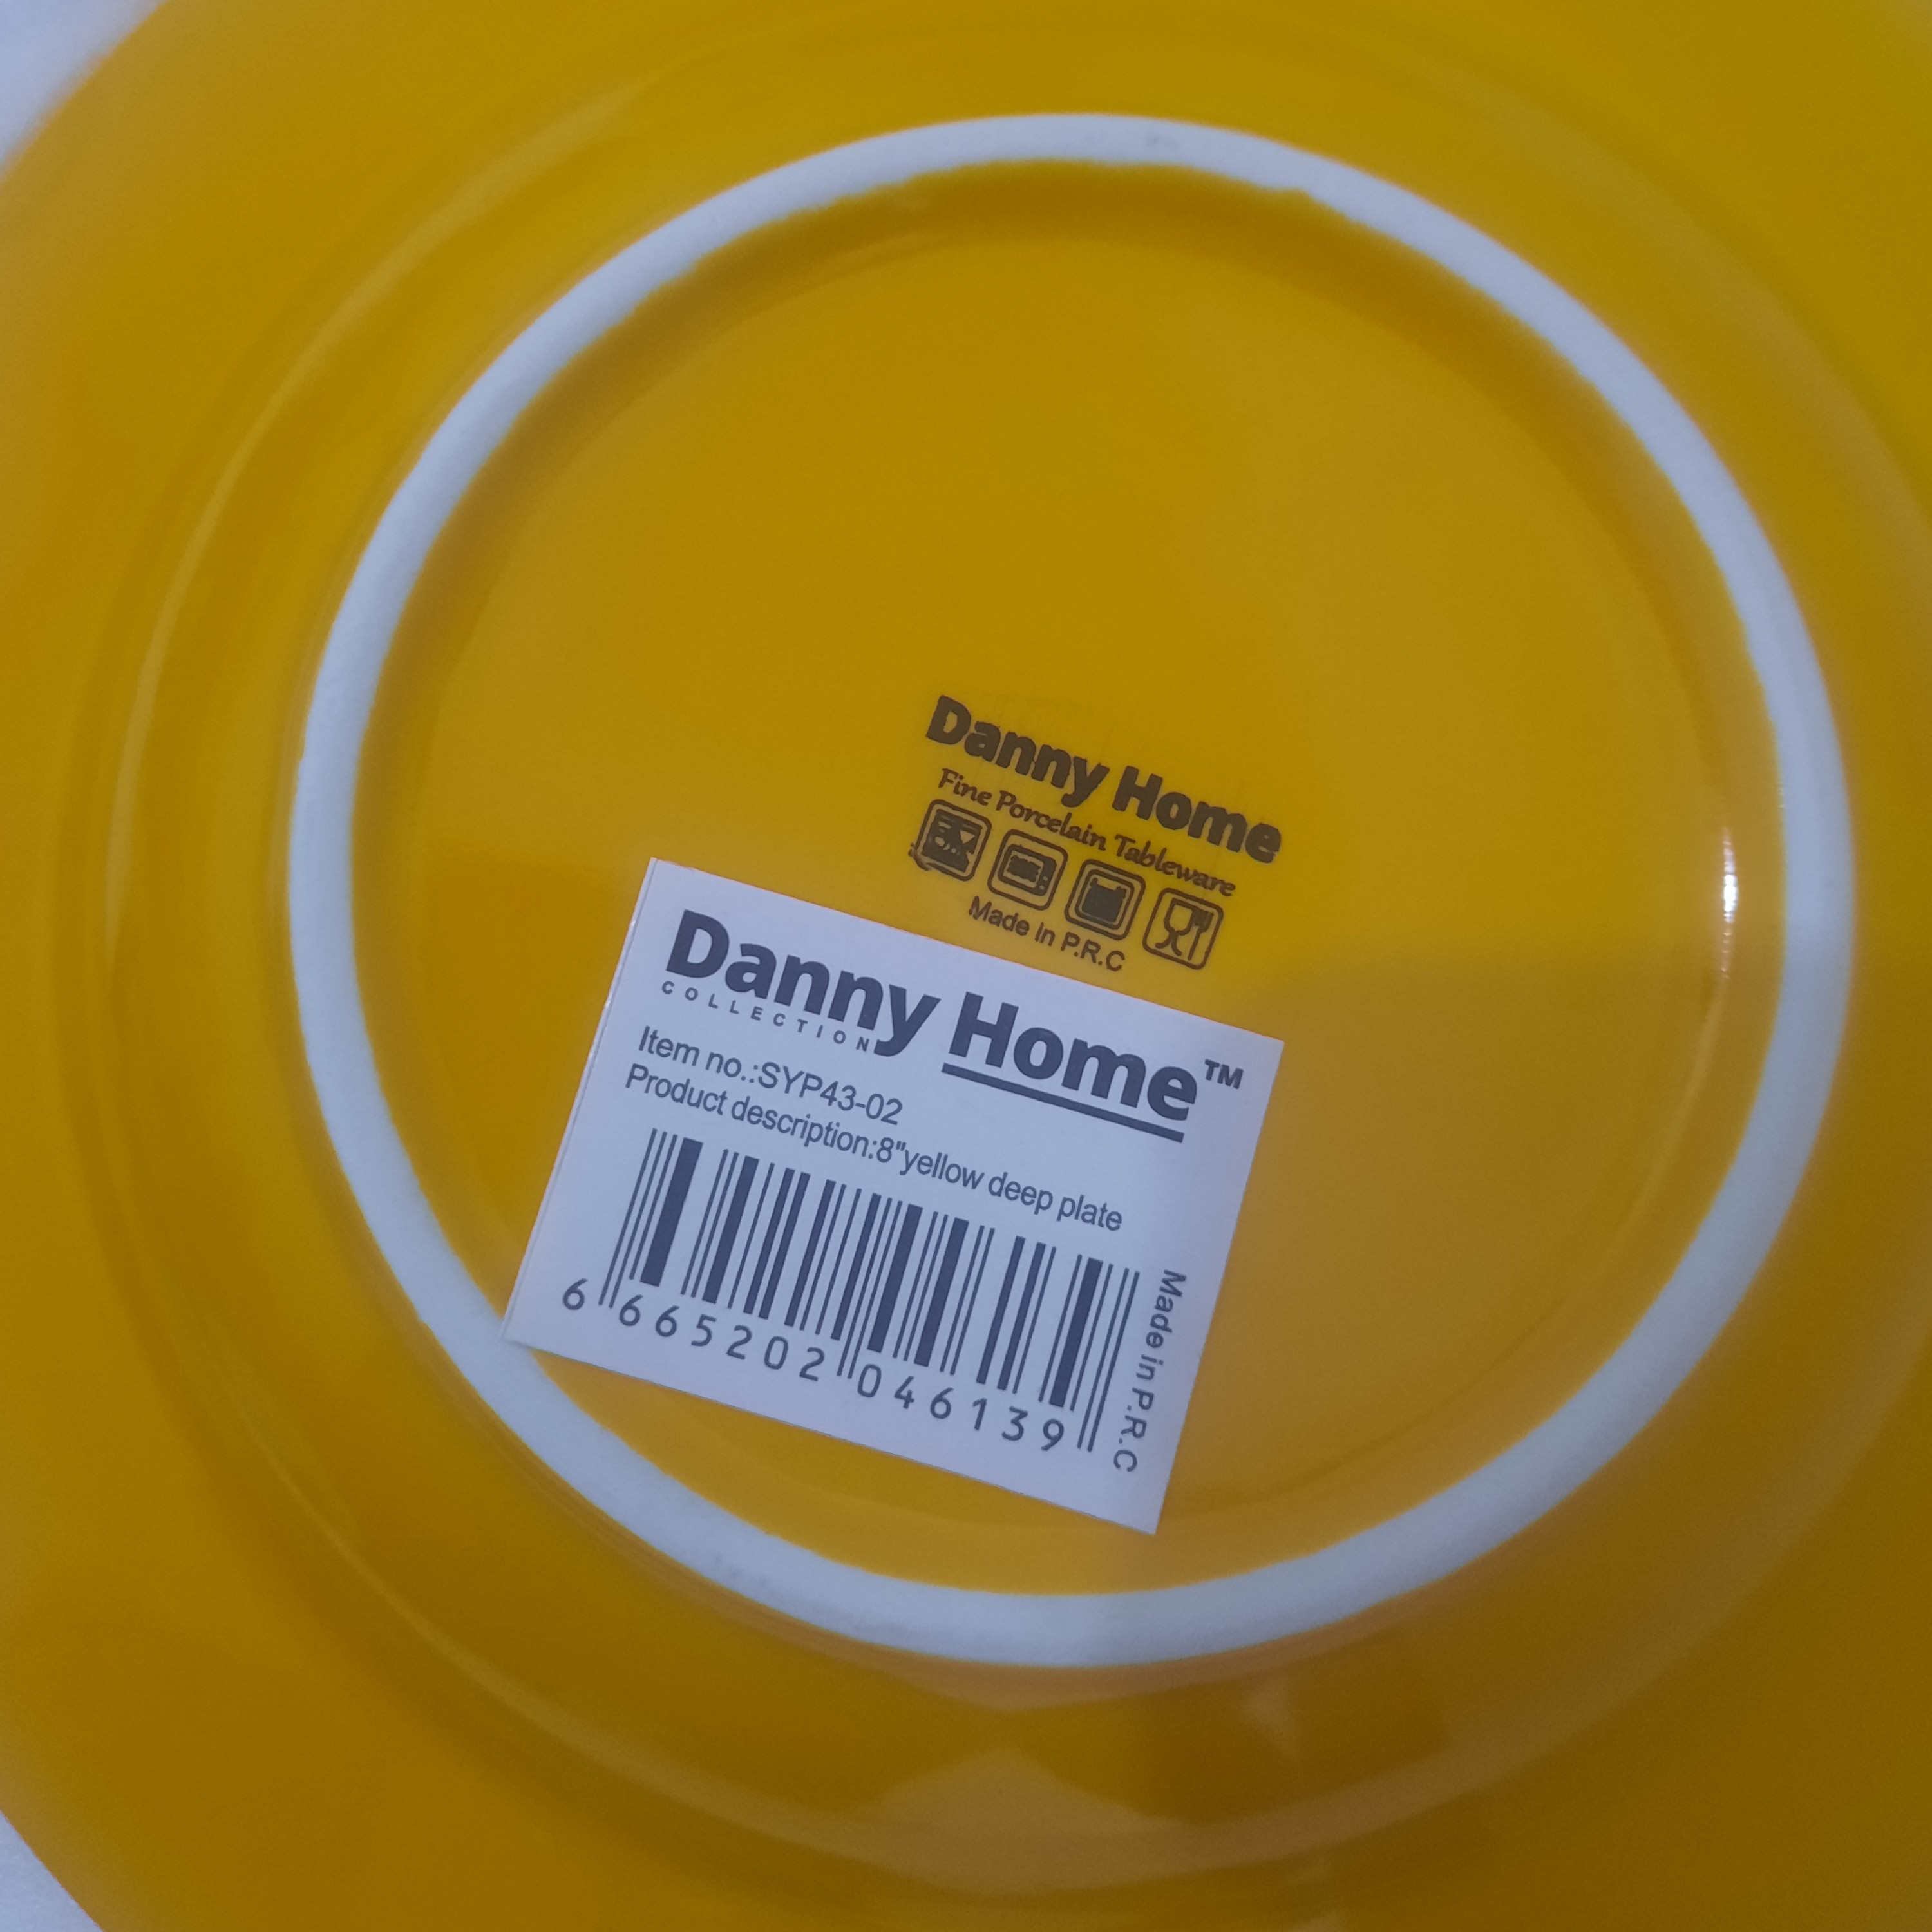 Danny Home
Fine Porcelain Tableware
Made in P.R.C
Danny Home™
COLLECTION
Item no.:SYP43-02
Product description:8"yellow deep plate
6 665202 046139
Made in P.R.C